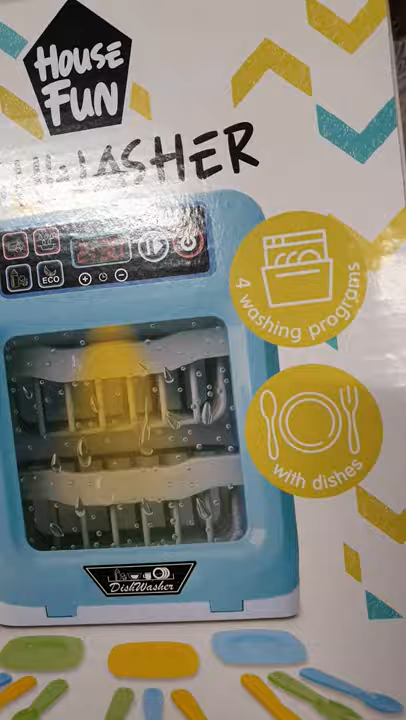 HOUSE
FUN
ECO
4 washing programs
with dishes
DishWasher